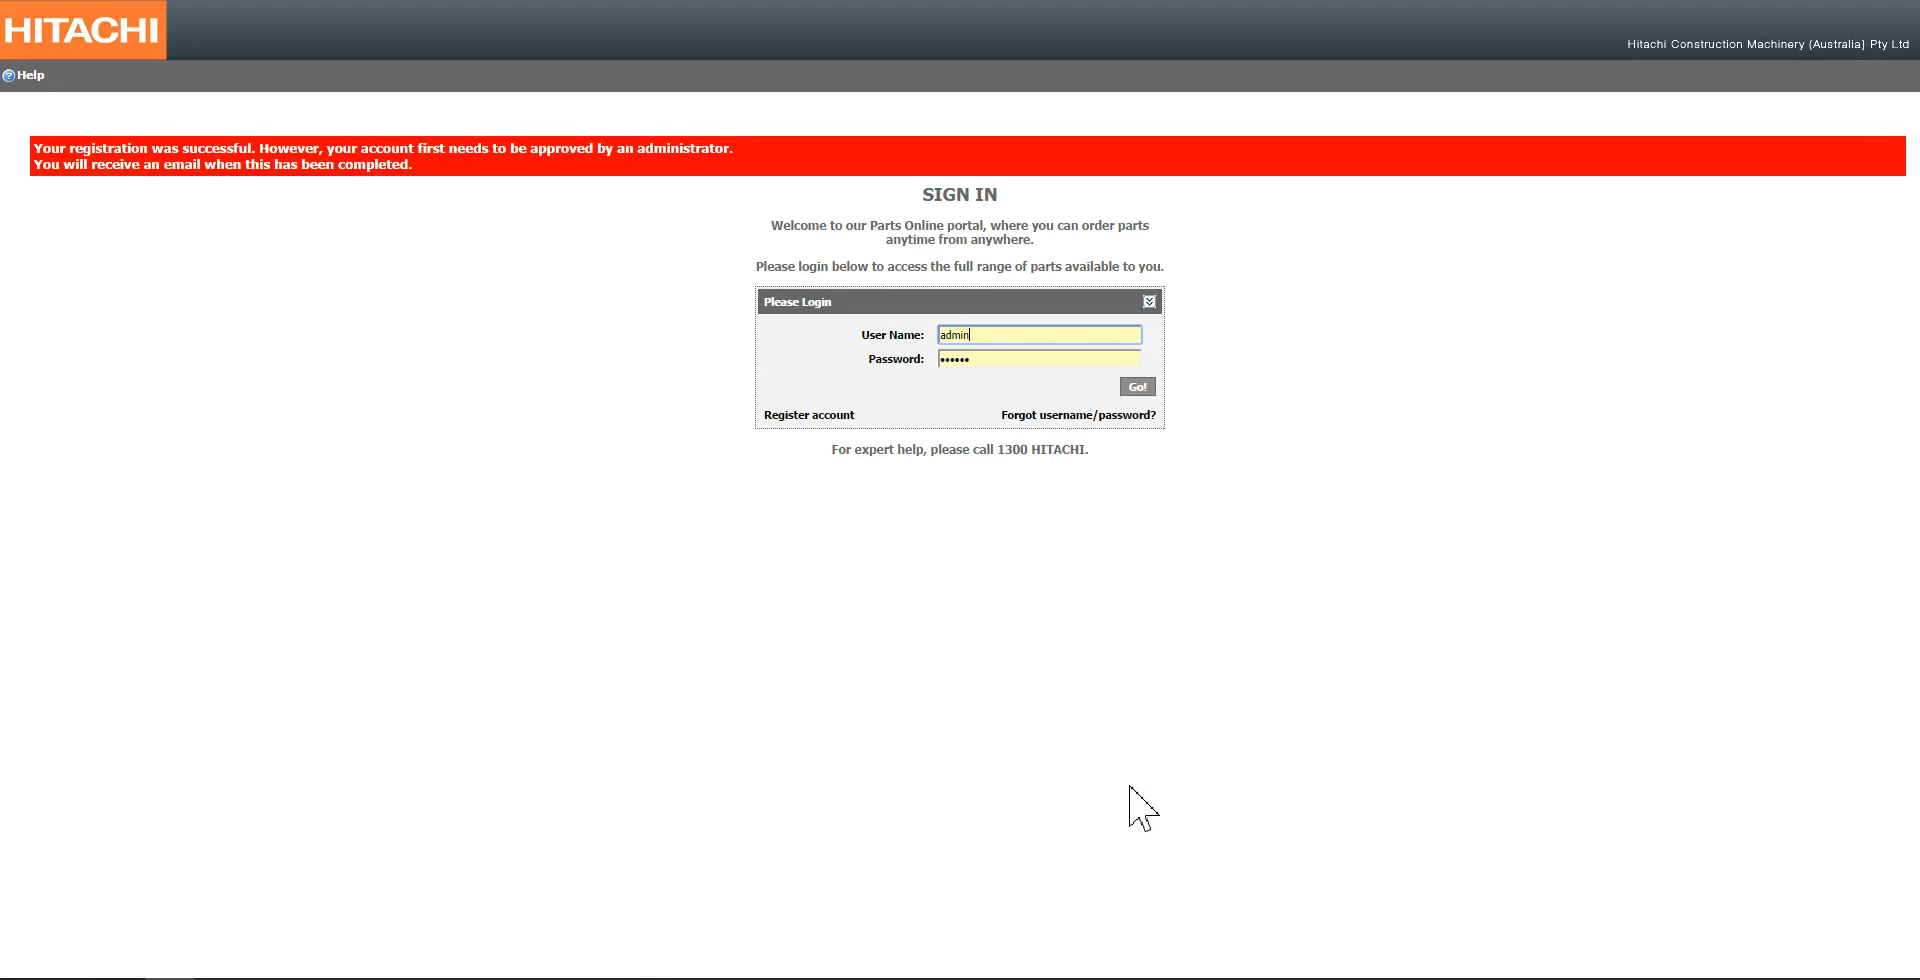 HITACHI
Hitachi Construction Machinery (Australia) Pty Ltd
Help
Your registration was successful. However, your account first needs to be approved by an administrator.
You will receive an email when this has been completed.
SIGN IN
Welcome to our Parts Online portal, where you can order parts
anytime from anywhere.
Please login below to access the full range of parts available to you.
Please Login
User Name: admin
Password: ••••••
Go!
Register account Forgot username/password?
For expert help, please call 1300 HITACHI.